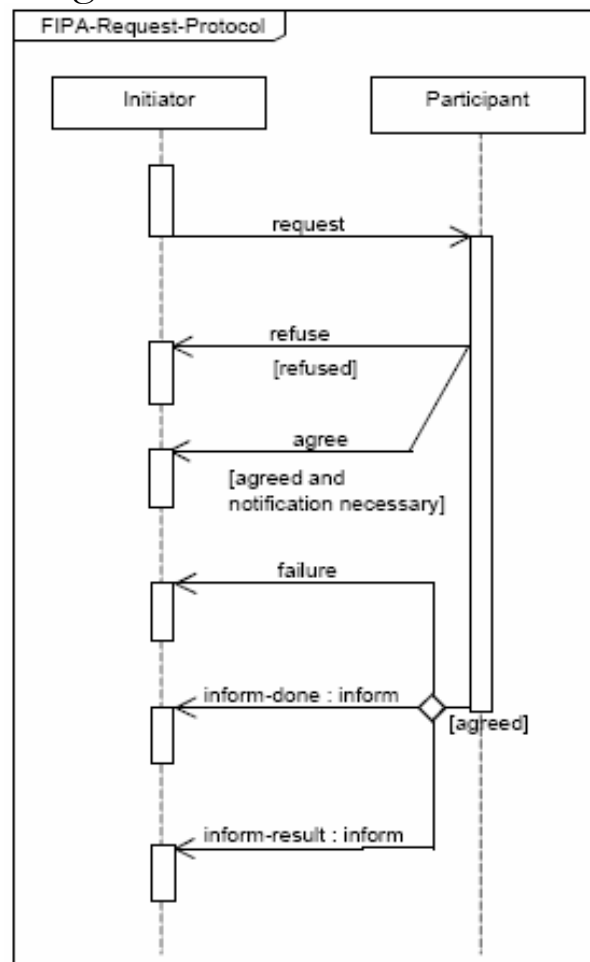 FIPA-Request-Protocol
Initiator
Participant
request
refuse
[refused]
agree
[agreed and
notification necessary]
failure
inform-done : inform
[agreed]
inform-result : inform